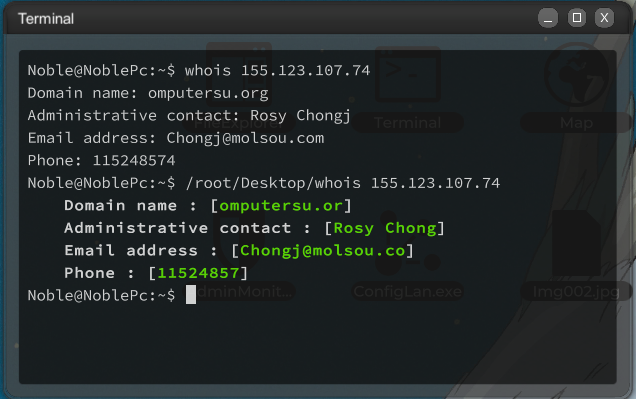 Terminal
Noble@NoblePc:~$ whois 155.123.107.74
Domain name: omputersu.org
Administrative contact: Rosy Chongj
Email address: Chongj@molsou.com
Phone: 115248574
Noble@NoblePc:~$ /root/Desktop/whois 155.123.107.74
Domain name : [omputersu.or]
Administrative contact : [Rosy Chong]
Email address : [Chongj@molsou.co]
Phone : [11524857]
Noble@NoblePc:~$
FileExplorer
Terminal
Map
dminMonit...
ConfigLan.exe
Img002.jpg